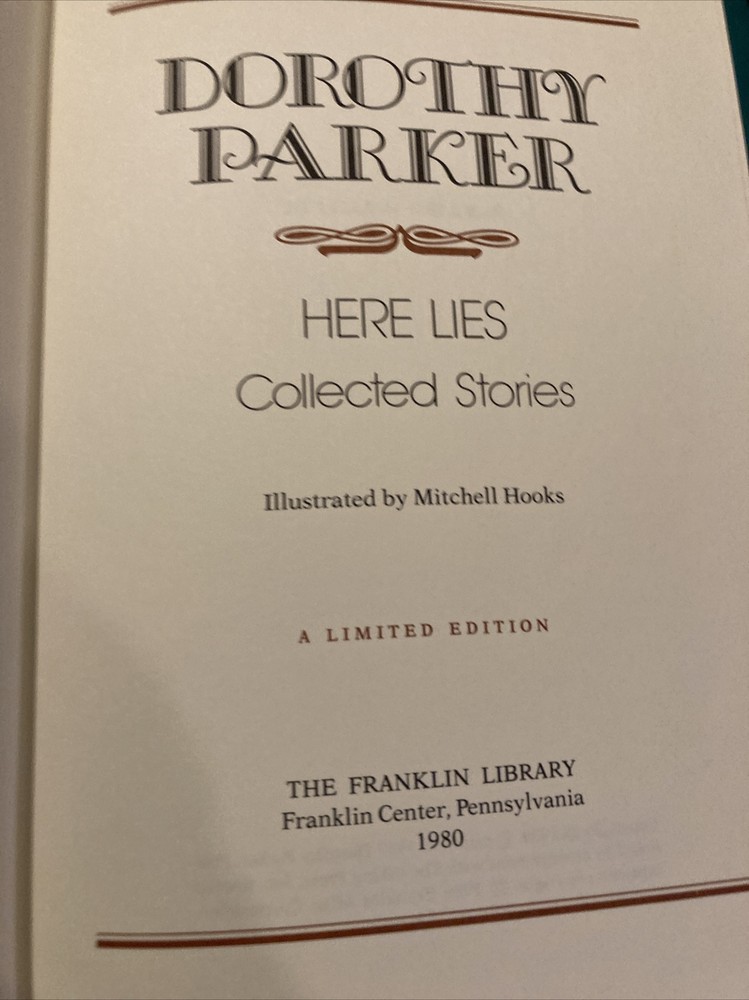 DOROTHY
PARKER
HERE LIES
Collected Stories
Illustrated by Mitchell Hooks
A LIMITED EDITION
THE FRANKLIN LIBRARY
Franklin Center, Pennsylvania
1980